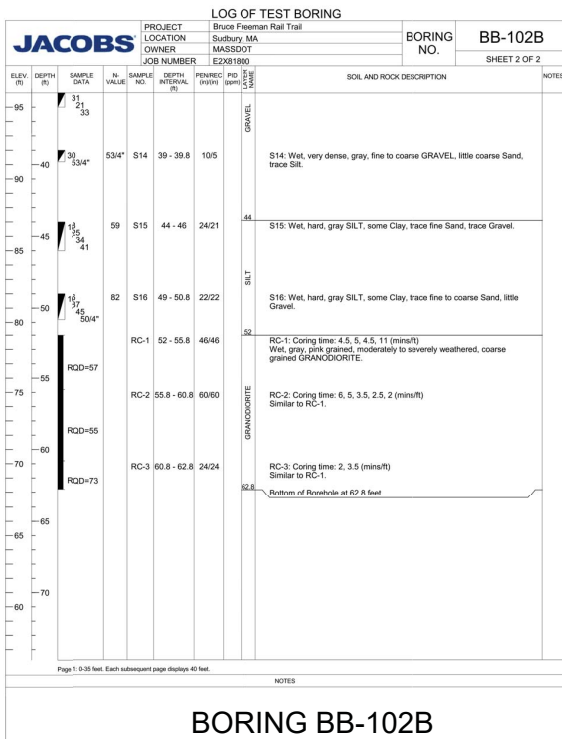 LOG OF TEST BORING
JACOBS
PROJECT Bruce Freeman Rail Trail
LOCATION Sudbury, MA
OWNER MASSDOT
JOB NUMBER
BORING NO.
BB-102B
SHEET 2 OF 2
ELEV. (ft) DEPTH (ft) SAMPLE DATA N-VALUE SAMPLE NO. DEPTH INTERVAL (ft) PEN/REC (in)/(in) PID (ppm) LAYER NAME SOIL AND ROCK DESCRIPTION NOTES
31
21
33
95
GRAVEL
30 53/4" S14 39 - 39.8 10/5 S14: Wet, very dense, gray, fine to coarse GRAVEL, little coarse Sand,
53/4" trace Silt.
40
90
44
59 S15 44 - 46 24/21 S15: Wet, hard, gray SILT, some Clay, trace fine Sand, trace Gravel.
34
41
45
85
SILT
82 S16 49 - 50.8 22/22 S16: Wet, hard, gray SILT, some Clay, trace fine to coarse Sand, little
Gravel.
45
50/4"
50
80
52
RC-1 52 - 55.8 46/46 RC-1: Coring time: 4.5, 5, 4.5, 11 (mins/ft)
Wet, gray, pink grained, moderately to severely weathered, coarse
grained GRANODIORITE.
RQD=57
55
75
GRANODIORITE
RC-2 55.8 - 60.8 60/60 RC-2: Coring time: 6, 5, 3.5, 2.5, 2 (mins/ft)
Similar to RC-1.
RQD=55
60
70
RC-3 60.8 - 62.8 24/24 RC-3: Coring time: 2, 3.5 (mins/ft)
Similar to RC-1.
RQD=73
62.8
Bottom of Borehole at 62.8 feet
65
65
70
60
Page 1: 0-35 feet. Each subsequent page displays 40 feet.
NOTES
BORING BB-102B